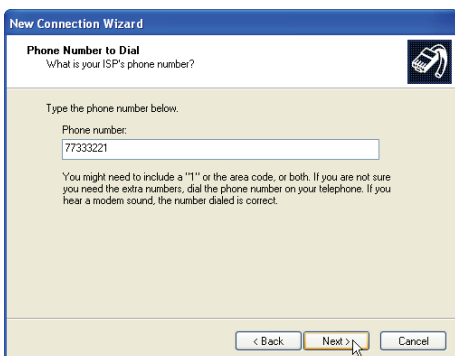 New Connection Wizard
Phone Number to Dial
What is your ISP's phone number?
Type the phone number below.
Phone number:
77333221
You might need to include a "1" or the area code, or both. If you are not sure
you need the extra numbers, dial the phone number on your telephone. If you
hear a modem sound, the number dialed is correct.
< Back
Next >
Cancel